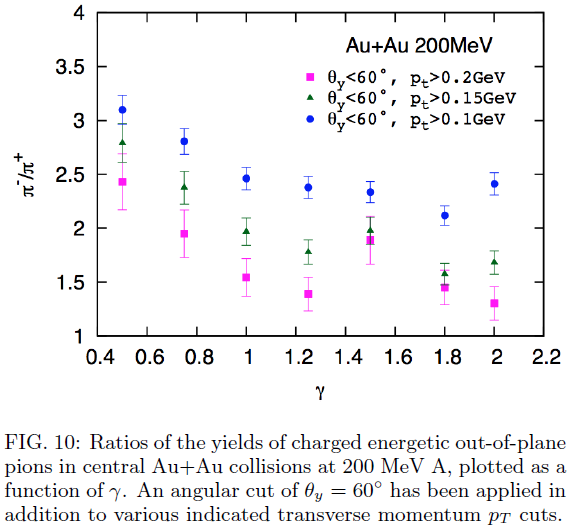 4
3.5
3
2.5
2
1.5
1
π⁻/π⁺
Au+Au 200MeV
θy<60°, pt>0.2GeV
θy<60°, pt>0.15GeV
θy<60°, pt>0.1GeV
0.4 0.6 0.8 1 1.2 1.4 1.6 1.8 2 2.2
γ
FIG. 10: Ratios of the yields of charged energetic out-of-plane
pions in central Au+Au collisions at 200 MeV A, plotted as a
function of γ. An angular cut of θy = 60° has been applied in
addition to various indicated transverse momentum pT cuts.